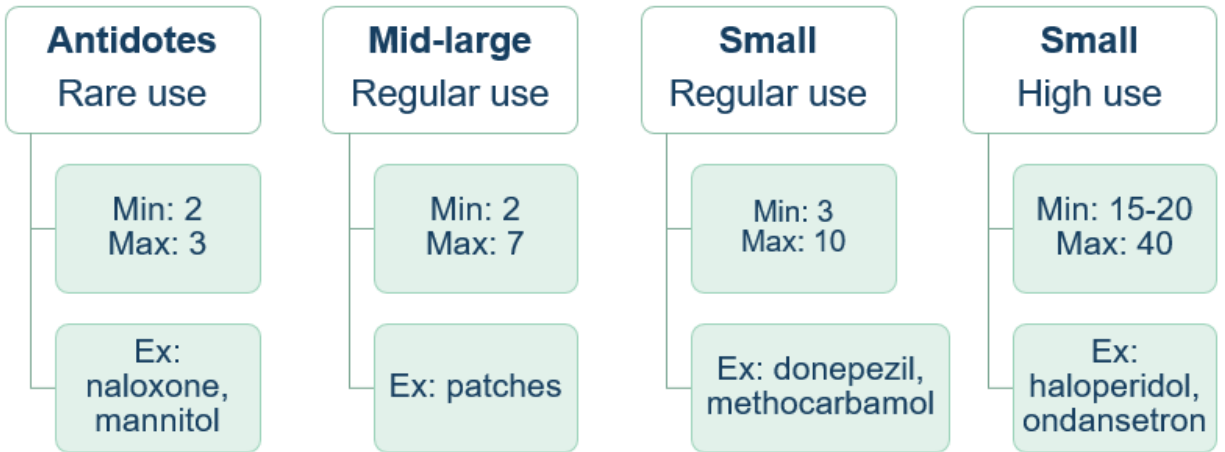 Antidotes
Rare use
Min: 2
Max: 3
Ex:
naloxone,
mannitol
Mid-large
Regular use
Min: 2
Max: 7
Ex: patches
Small
Regular use
Min: 3
Max: 10
Ex: donepezil,
methocarbamol
Small
High use
Min: 15-20
Max: 40
Ex:
haloperidol,
ondansetron